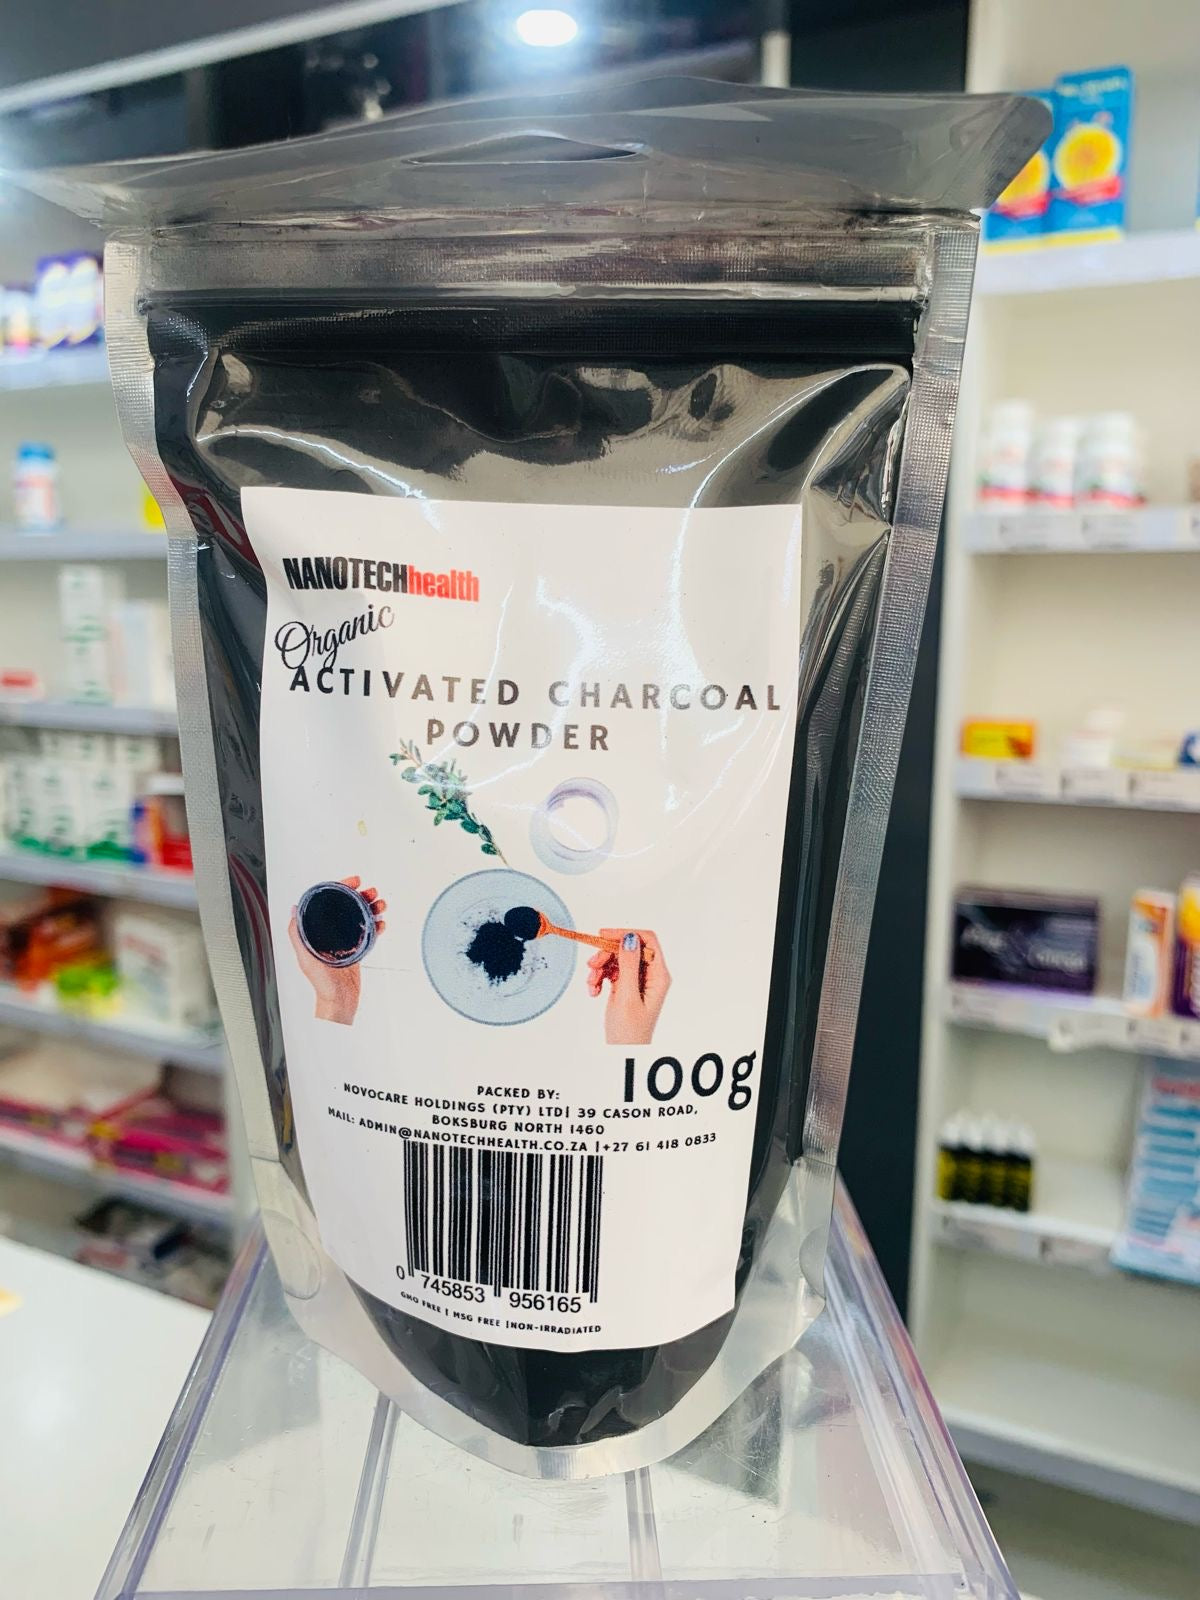 NANOTECHhealth
Organic
ACTIVATED CHARCOAL
POWDER
100g
PACKED BY:
NOVOCARE HOLDINGS (PTY) LTD| 39 CASON ROAD,
BOKSBURG NORTH 1460
MAIL: ADMIN@NANOTECHHEALTH.CO.ZA |+27 61 418 0833
0 745853 956165
GMO FREE | MSG FREE |NON-IRRADIATED